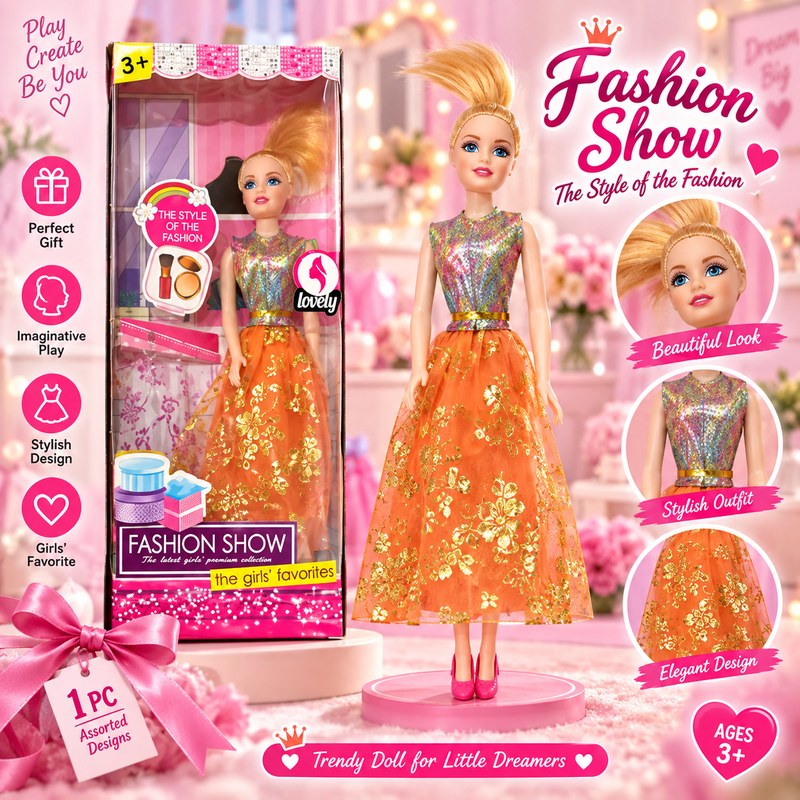 Play
Create
Be You
Perfect
Gift
Imaginative
Play
Stylish
Design
Girls'
Favorite
3+
THE STYLE
OF THE
FASHION
lovely
FASHION SHOW
The latest girls' premium collection
the girls' favorites
1 PC
Assorted
Designs
Fashion
Show
The Style of the Fashion
Dream
Big
Beautiful Look
Stylish Outfit
Elegant Design
AGES
3+
Trendy Doll for Little Dreamers